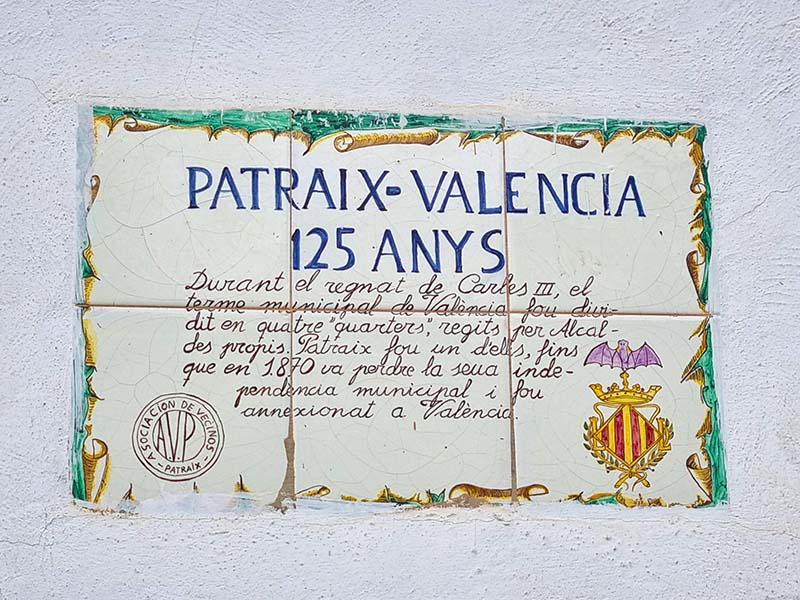 PATRAIX-VALENCIA
125 ANYS
Durant el regnat de Carles III, el
terme municipal de València fou divi-
dit en quatre "quarters", regits per Alcal-
des propis. Patraix fou un d'ells, fins
que en 1870 va perdre la seua inde-
pendència municipal i fou
annexionat a València
ASOCIACION DE VECINOS
A.V.P
- PATRAIX -